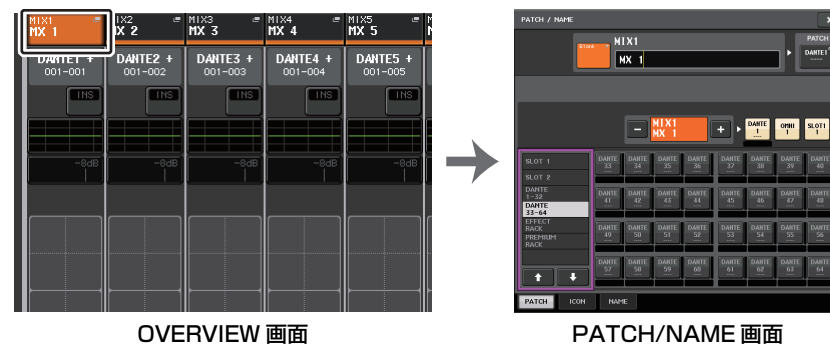 MIX1 IX2 MIX3 MIX4 MIX5
MX 1 X 2 MX 3 MX 4 MX 5
DANTE1 + DANTE2 + DANTE3 + DANTE4 + DANTE5 +
001-001 001-002 001-003 001-004 001-005
INS INS INS INS INS
-8dB -8dB -8dB -8dB -8dB
OVERVIEW 画面
PATCH / NAME
Blank
MIX1
MX 1
PATCH
DANTE1
MIX1
MX 1
DANTE
1
OMNI
1
SLOT1
1
SLOT 1
SLOT 2
DANTE
1-32
DANTE
33-64
EFFECT
RACK
PREMIUM
RACK
DANTE DANTE DANTE DANTE DANTE DANTE DANTE DANTE
33 34 35 36 37 38 39 40
DANTE DANTE DANTE DANTE DANTE DANTE DANTE DANTE
41 42 43 44 45 46 47 48
DANTE DANTE DANTE DANTE DANTE DANTE DANTE DANTE
49 50 51 52 53 54 55 56
DANTE DANTE DANTE DANTE DANTE DANTE DANTE DANTE
57 58 59 60 61 62 63 64
PATCH ICON NAME
PATCH/NAME 画面